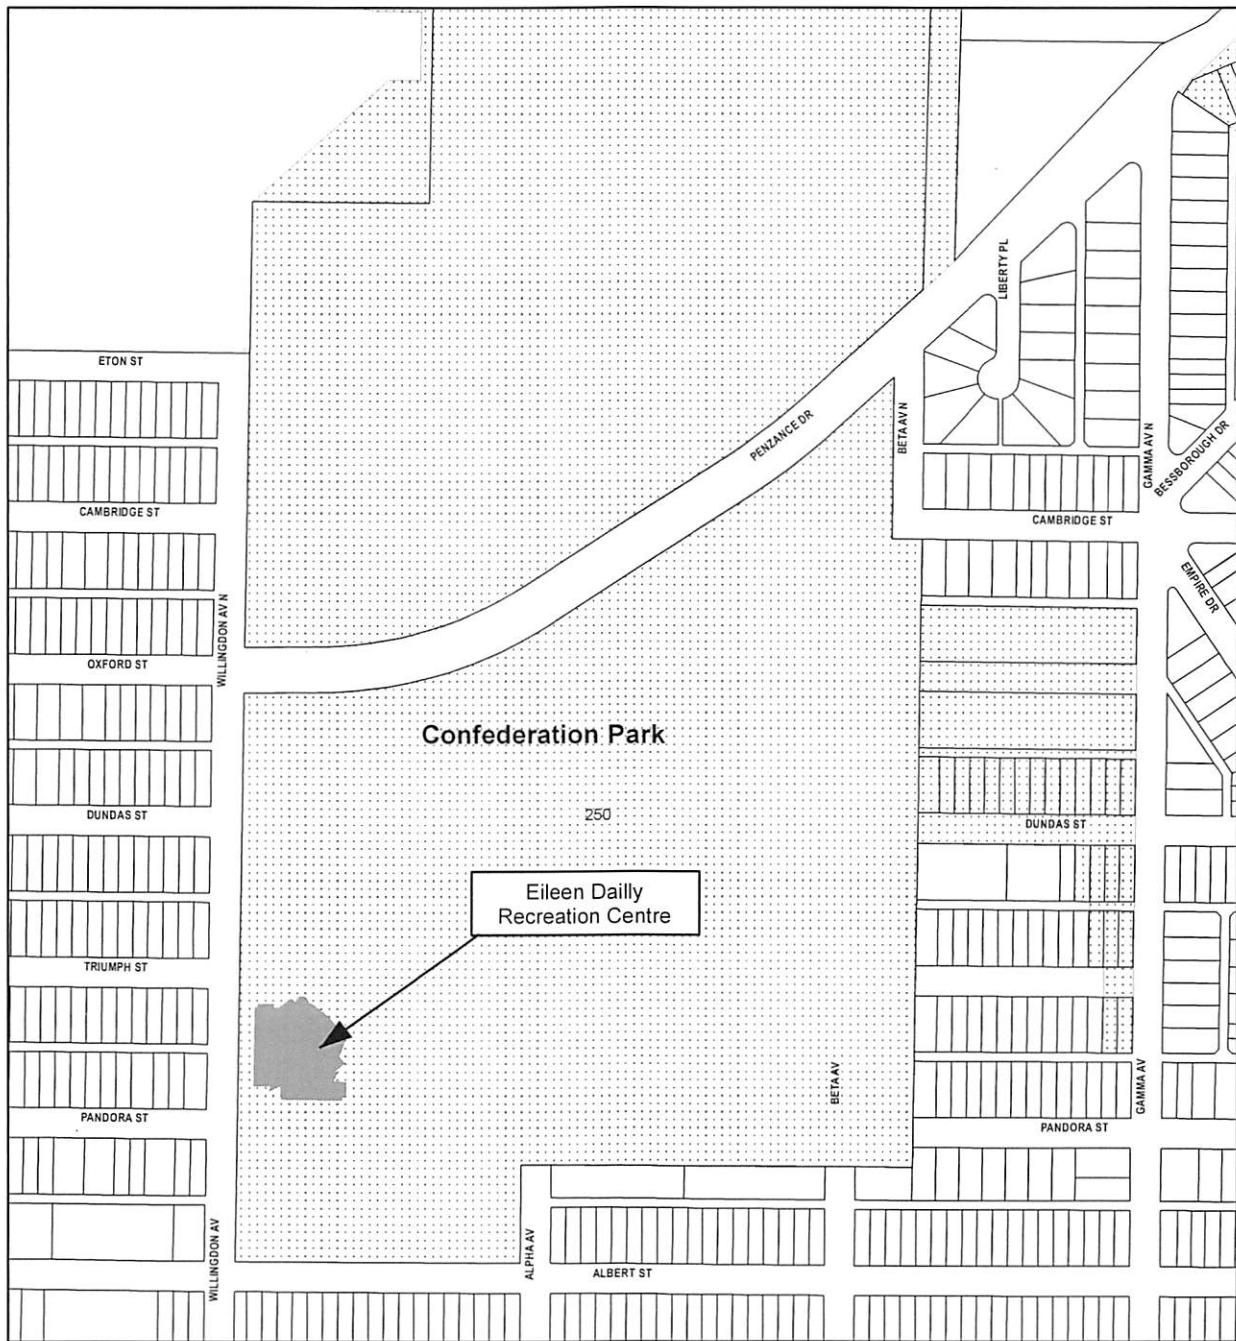 LIBERTY PL
ETON ST
PENZANCE DR
BETA AV N
GAMMA AV N
BESSBOROUGH DR
CAMBRIDGE ST
CAMBRIDGE ST
EMPIRE DR
WILLINGDON AV N
OXFORD ST
Confederation Park
250
DUNDAS ST
DUNDAS ST
Eileen Dailly
Recreation Centre
TRIUMPH ST
BETA AV
GAMMA AV
PANDORA ST
PANDORA ST
WILLINGDON AV
ALPHA AV
ALBERT ST